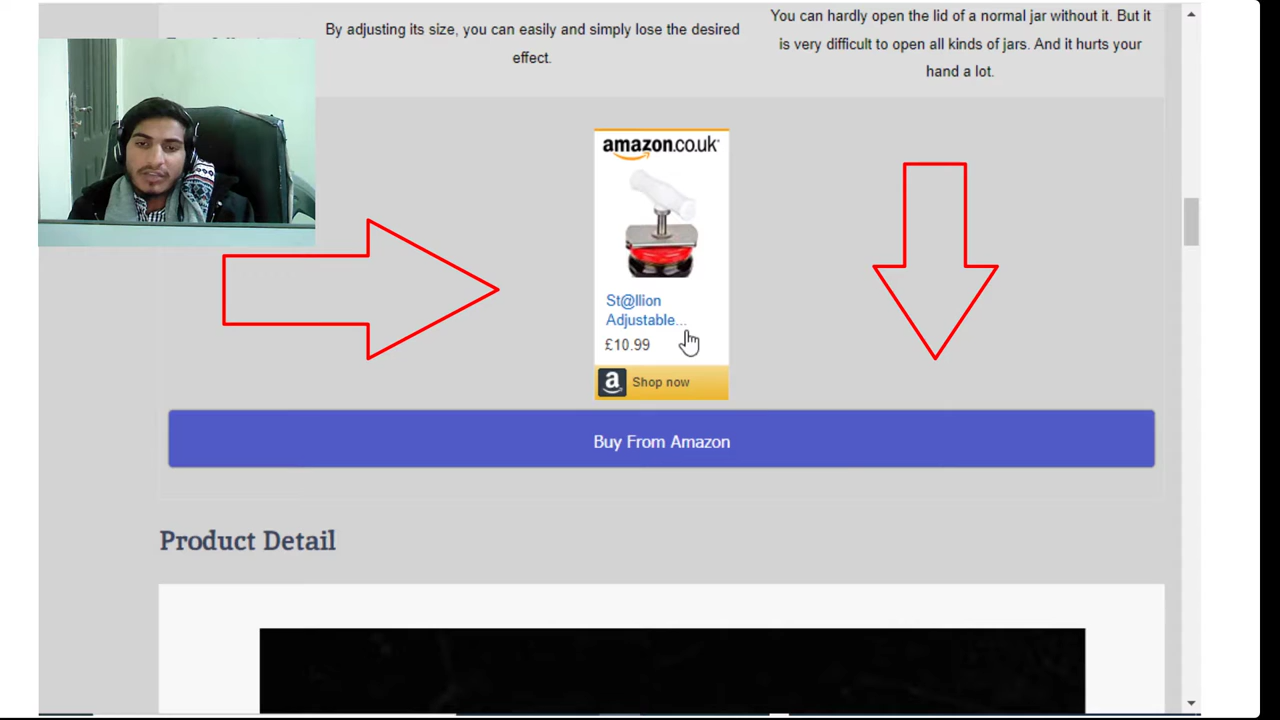 By adjusting its size, you can easily and simply lose the desired
effect.
You can hardly open the lid of a normal jar without it. But it
is very difficult to open all kinds of jars. And it hurts your
hand a lot.
amazon.co.uk
St@llion
Adjustable...
£10.99
a Shop now
Buy From Amazon
Product Detail